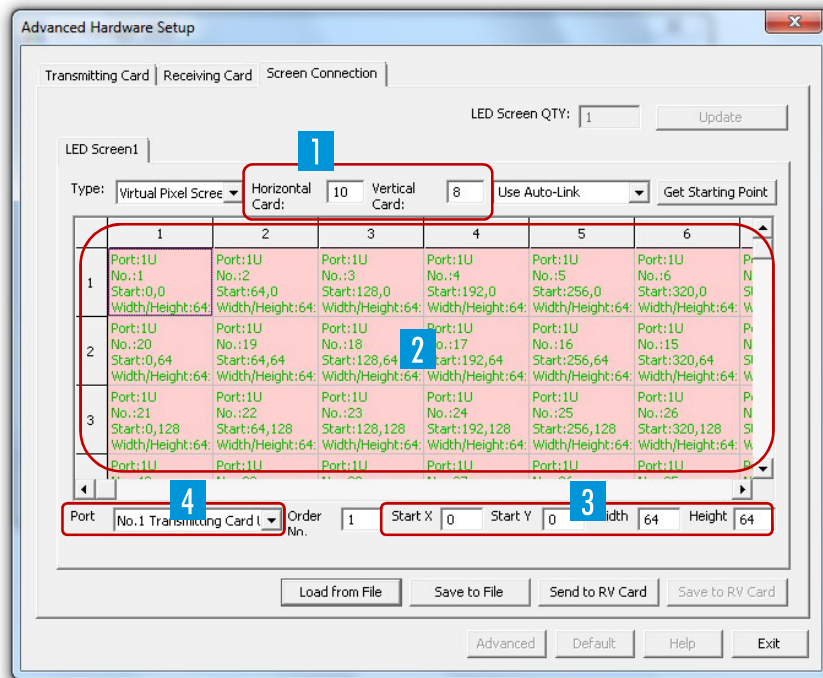 Advanced Hardware Setup
Transmitting Card Receiving Card Screen Connection
LED Screen QTY: 1 Update
LED Screen1
1
Type: Virtual Pixel Scree Horizontal Card: 10 Vertical Card: 8 Use Auto-Link Get Starting Point
1 2 3 4 5 6
1
Port:1U Port:1U Port:1U Port:1U Port:1U Port:1U
No.:1 No.:2 No.:3 No.:4 No.:5 No.:6
Start:0,0 Start:64,0 Start:128,0 Start:192,0 Start:256,0 Start:320,0
Width/Height:64: Width/Height:64: Width/Height:64: Width/Height:64: Width/Height:64: Width/Height:64:
2
Port:1U Port:1U Port:1U Port:1U Port:1U Port:1U
No.:20 No.:19 No.:18 No.:17 No.:16 No.:15
Start:0,64 Start:64,64 Start:128,64 Start:192,64 Start:256,64 Start:320,64
Width/Height:64: Width/Height:64: Width/Height:64: Width/Height:64: Width/Height:64: Width/Height:64:
2
3
Port:1U Port:1U Port:1U Port:1U Port:1U Port:1U
No.:21 No.:22 No.:23 No.:24 No.:25 No.:26
Start:0,128 Start:64,128 Start:128,128 Start:192,128 Start:256,128 Start:320,128
Width/Height:64: Width/Height:64: Width/Height:64: Width/Height:64: Width/Height:64: Width/Height:64:
Port:1U Port:1U Port:1U Port:1U Port:1U Port:1U
4 3
Port No.1 Transmitting Card Order No. 1 Start X 0 Start Y 0 Width 64 Height 64
Load from File Save to File Send to RV Card Save to RV Card
Advanced Default Help Exit